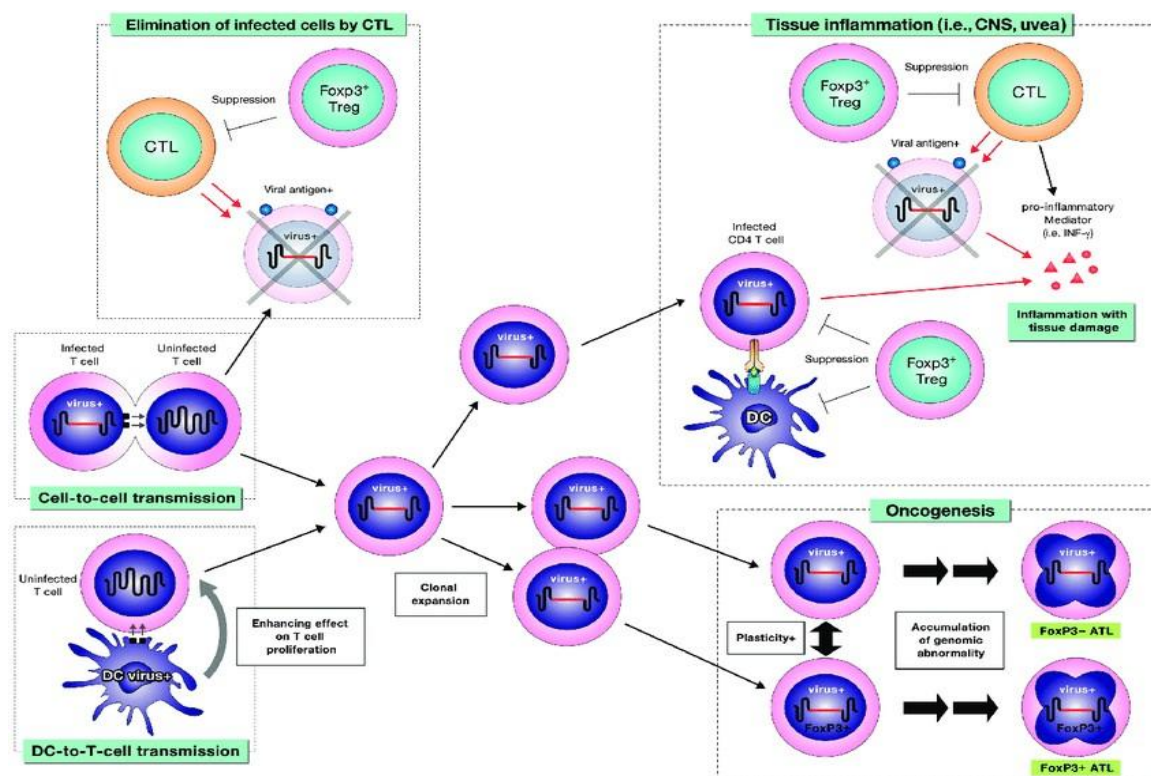 Elimination of infected cells by CTL
Foxp3⁺
Treg
Suppression
CTL
Viral antigen+
virus+
Infected
T cell
Uninfected
T cell
virus+
Cell-to-cell transmission
Uninfected
T cell
DC virus+
Enhancing effect
on T cell
proliferation
DC-to-T-cell transmission
virus+
virus+
virus+
virus+
Clonal
expansion
Tissue inflammation (i.e., CNS, uvea)
Foxp3⁺
Treg
Suppression
CTL
Viral antigen+
virus+
pro-inflammatory
Mediator
(i.e. INF-γ)
Infected
CD4 T cell
virus+
Inflammation with
tissue damage
Suppression
Foxp3⁺
Treg
DC
Oncogenesis
virus+
virus+
FoxP3− ATL
Plasticity+
Accumulation
of genomic
abnormality
virus+
FoxP3+
virus+
FoxP3+
FoxP3+ ATL